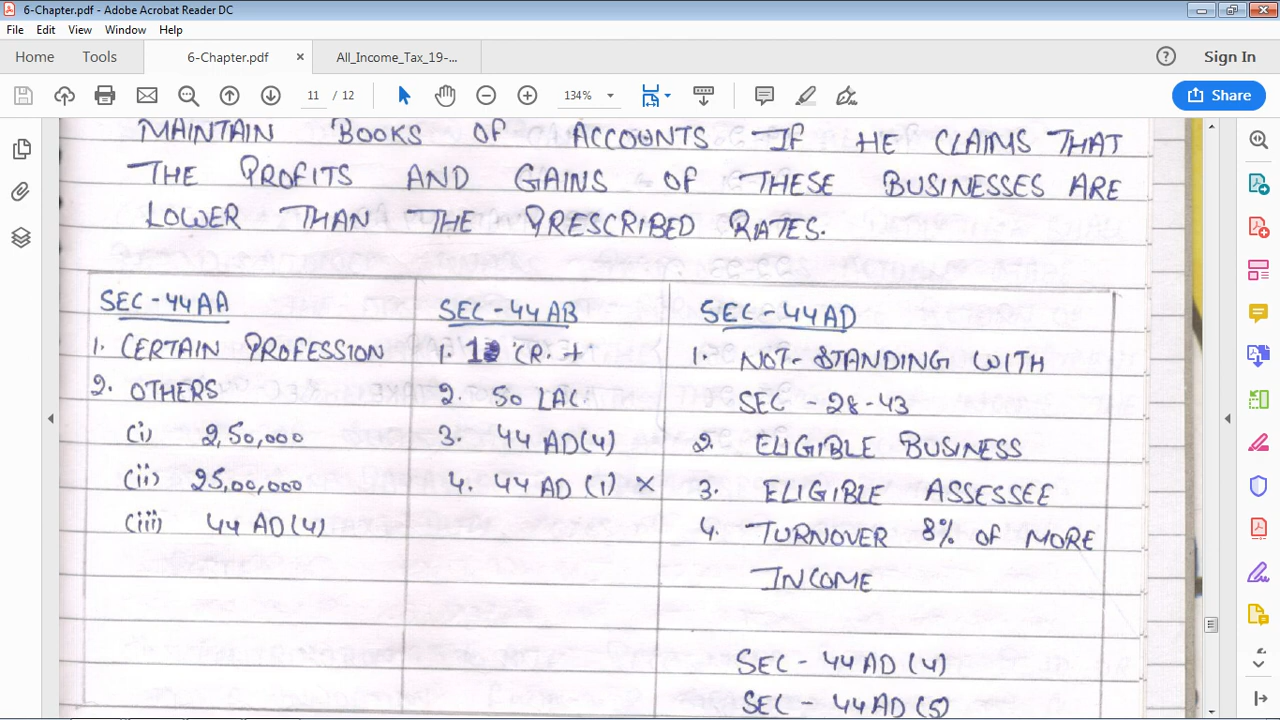 6-Chapter.pdf - Adobe Acrobat Reader DC
File Edit View Window Help
Home Tools 6-Chapter.pdf × All_Income_Tax_19-... ? Sign In
11 / 12 134% Share
MAINTAIN BOOKS OF ACCOUNTS IF HE CLAIMS THAT
THE PROFITS AND GAINS OF THESE BUSINESSES ARE
LOWER THAN THE PRESCRIBED RATES.
SEC-44AA
1. CERTAIN PROFESSION
2. OTHERS
(i) 2,50,000
(ii) 25,00,000
(iii) 44 AD(4)
SEC-44AB
1. 1 CR. +
2. 50 LAC.
3. 44 AD(4)
4. 44 AD (1) ×
SEC-44AD
1. NOT-STANDING WITH
SEC - 28-43
2. ELIGIBLE BUSINESS
3. ELIGIBLE ASSESSEE
4. TURNOVER 8% OF MORE
INCOME
SEC - 44AD (4)
SEC - 44AD (5)